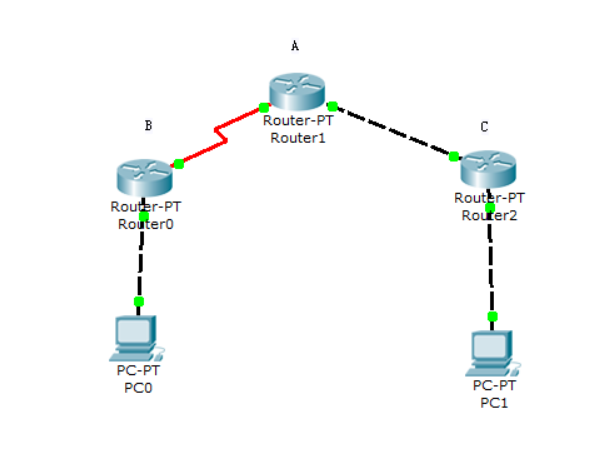 A
Router-PT
Router1
B
Router-PT
Router0
C
Router-PT
Router2
PC-PT
PC0
PC-PT
PC1